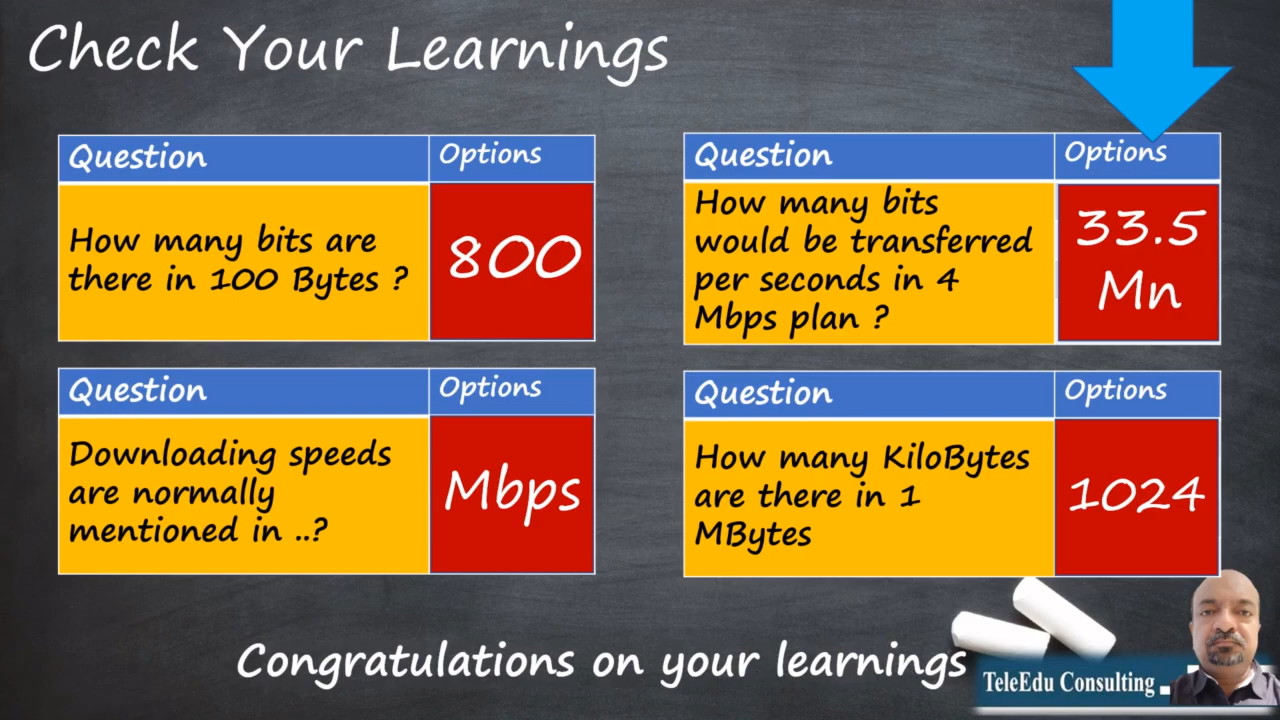 Check Your Learnings
Question
Options
How many bits are
there in 100 Bytes ?
800
Question
Options
How many bits
would be transferred
per seconds in 4
Mbps plan ?
33.5
Mn
Question
Options
Downloading speeds
are normally
mentioned in ..?
Mbps
Question
Options
How many KiloBytes
are there in 1
MBytes
1024
Congratulations on your learnings
TeleEdu Consulting